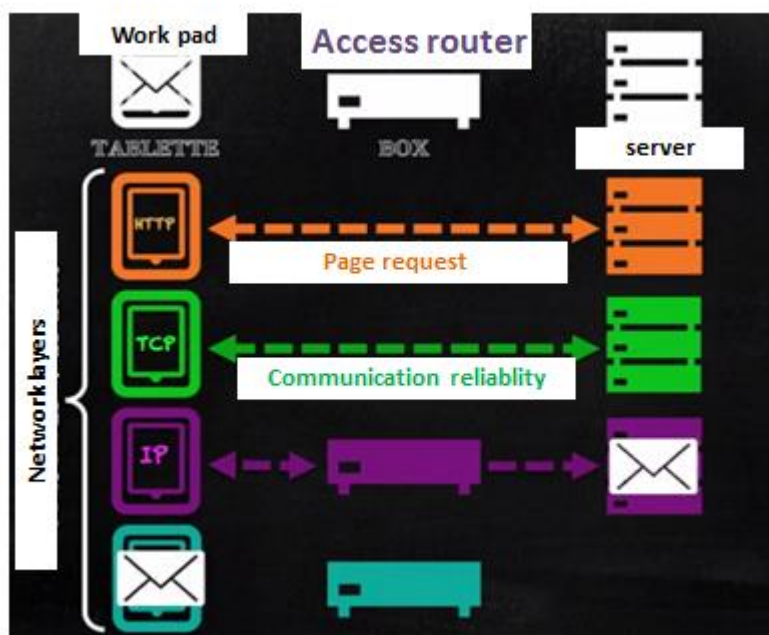 Work pad
Access router
TABLETTE
BOX
server
HTTP
Page request
TCP
Communication reliablity
Network layers
IP